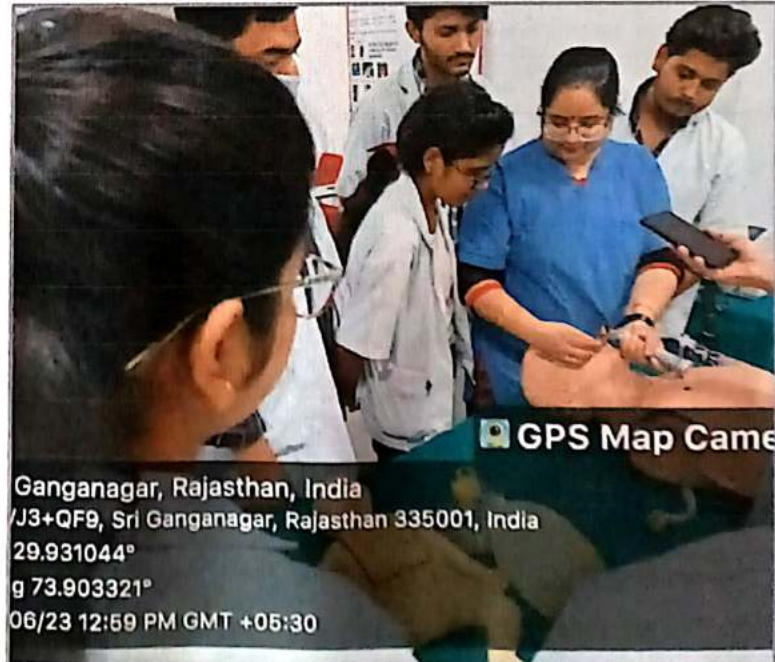 GPS Map Came
Ganganagar, Rajasthan, India
/J3+QF9, Sri Ganganagar, Rajasthan 335001, India
29.931044°
g 73.903321°
06/23 12:59 PM GMT +05:30